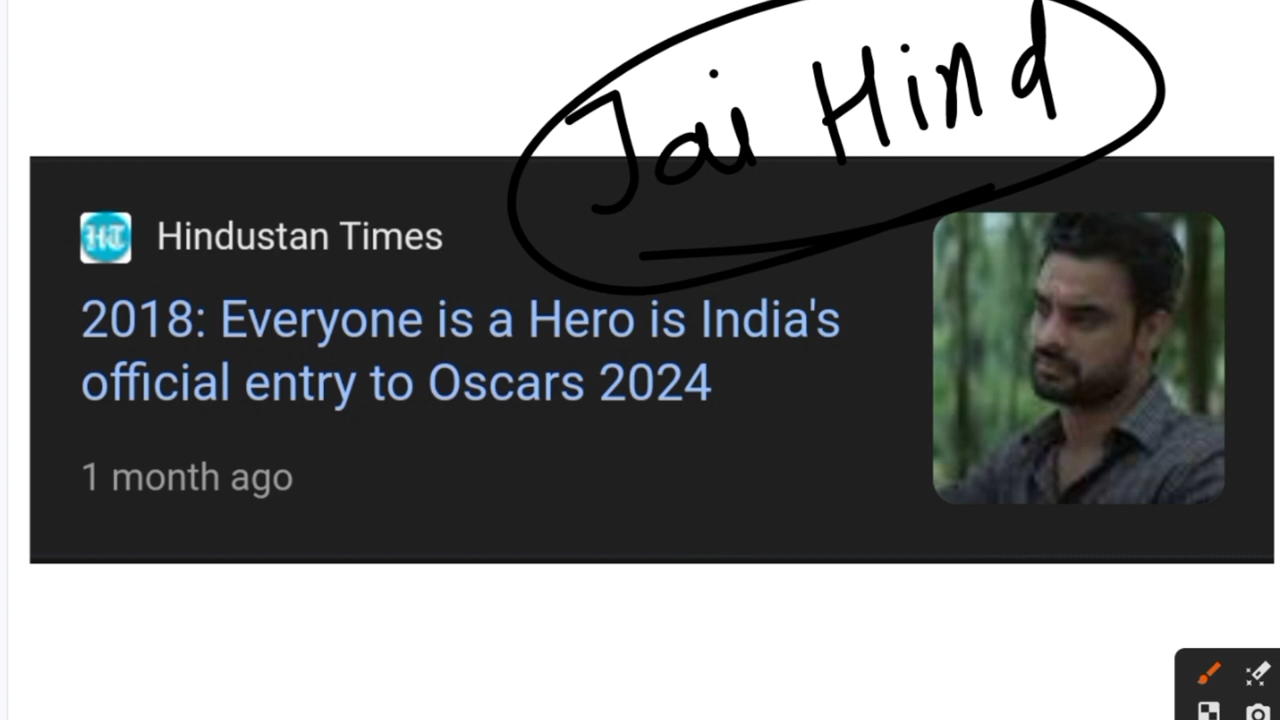 Jai Hind
HT Hindustan Times
2018: Everyone is a Hero is India's
official entry to Oscars 2024
1 month ago